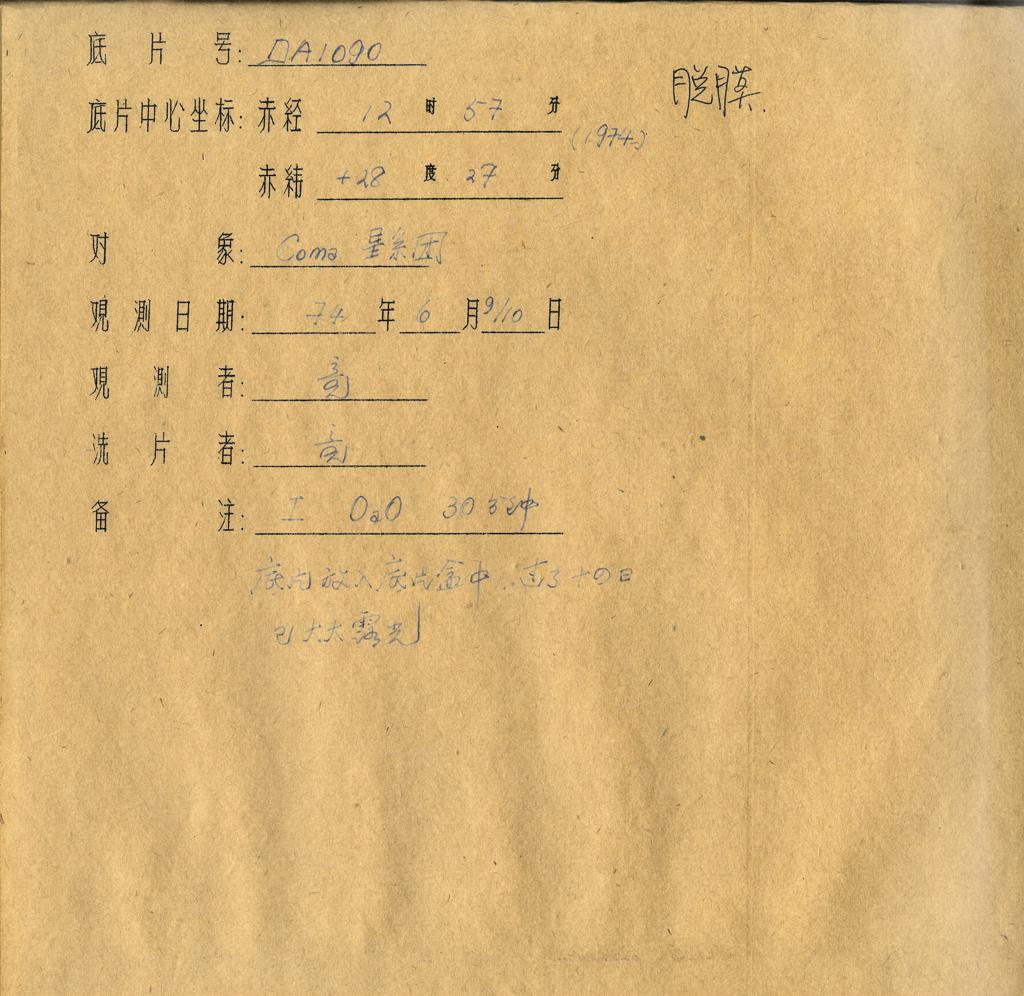 底片号: DA1090
脱膜.
底片中心坐标: 赤经 12 时 57 分
(1974)
赤纬 +28 度 27 分
对象: Coma 星系团
观测日期: 74 年 6 月 9/10 日
观测者: 亮
洗片者: 亮
备注: I OaO 30分钟
底片放入底片盒中,过了十四日
已大大露光